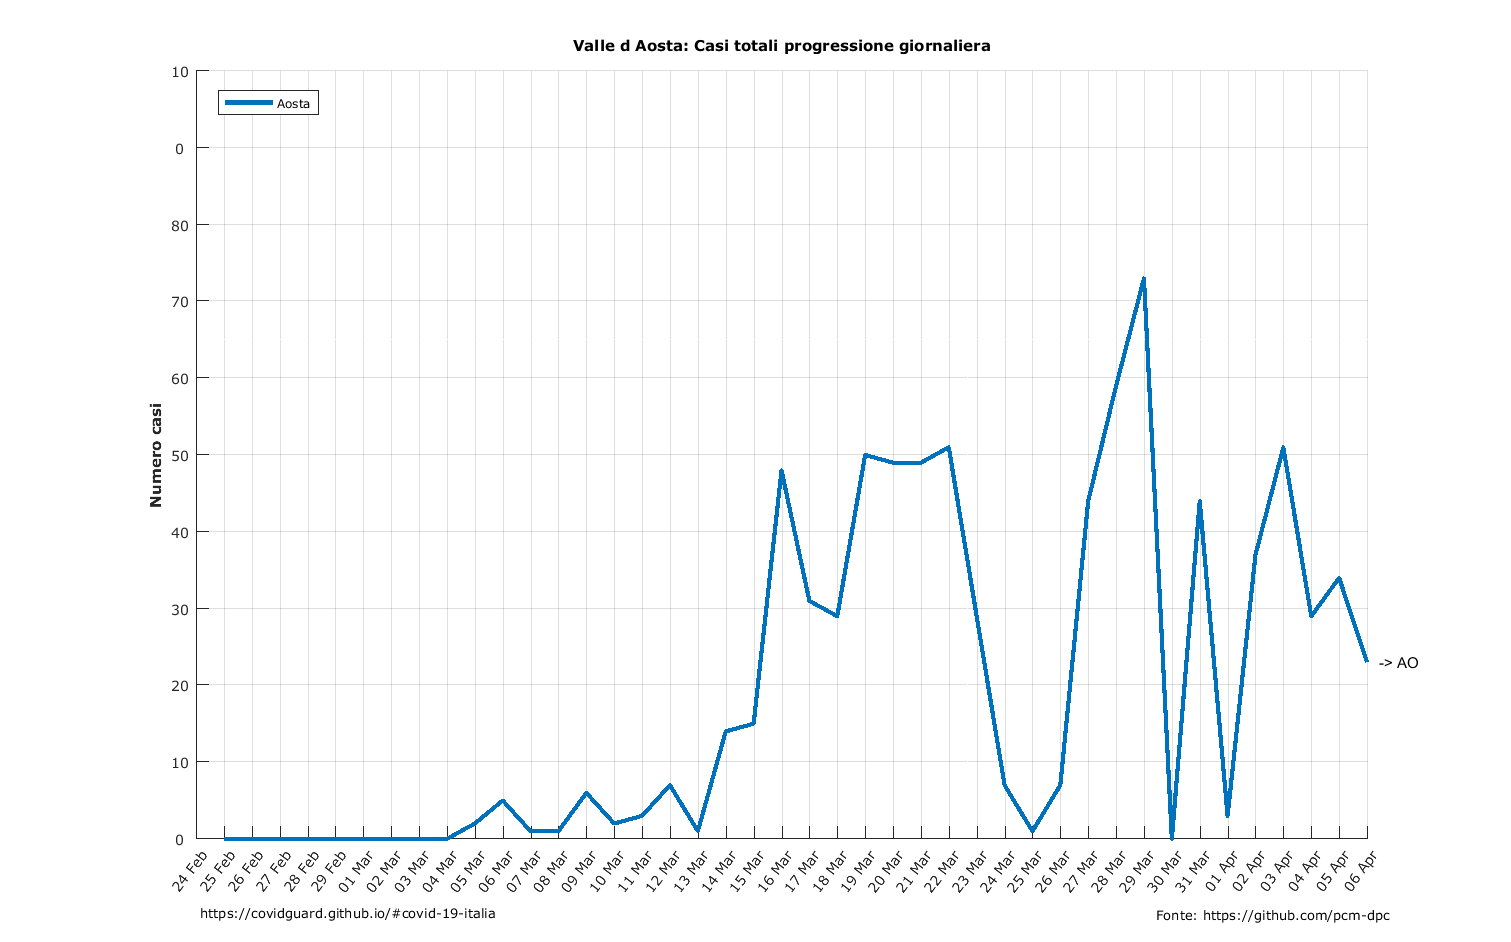 Valle d Aosta: Casi totali progressione giornaliera
Aosta
Numero casi
10
0
80
70
60
50
40
30
20
10
0
-> AO
24 Feb
25 Feb
26 Feb
27 Feb
28 Feb
29 Feb
01 Mar
02 Mar
03 Mar
04 Mar
05 Mar
06 Mar
07 Mar
08 Mar
09 Mar
10 Mar
11 Mar
12 Mar
13 Mar
14 Mar
15 Mar
16 Mar
17 Mar
18 Mar
19 Mar
20 Mar
21 Mar
22 Mar
23 Mar
24 Mar
25 Mar
26 Mar
27 Mar
28 Mar
29 Mar
30 Mar
31 Mar
01 Apr
02 Apr
03 Apr
04 Apr
05 Apr
06 Apr
https://covidguard.github.io/#covid-19-italia
Fonte: https://github.com/pcm-dpc